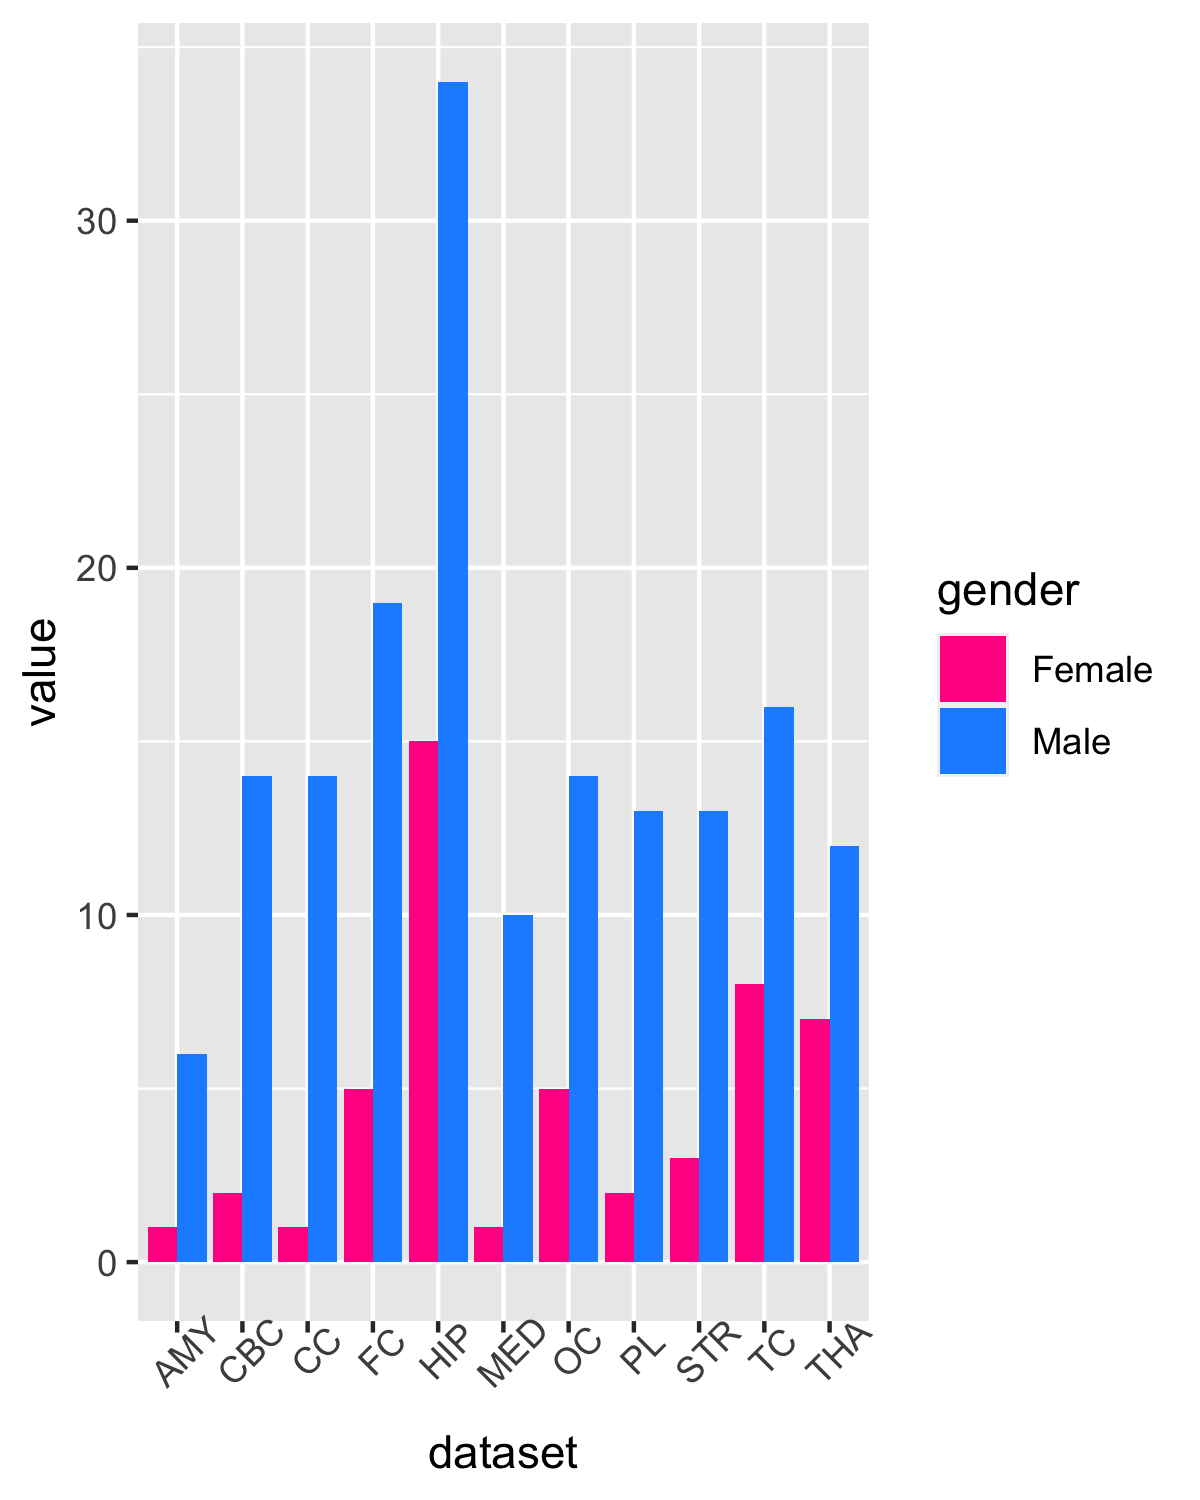 30
20
10
0
value
AMY CBC CC FC HIP MED OC PL STR TC THA
dataset
gender
Female
Male